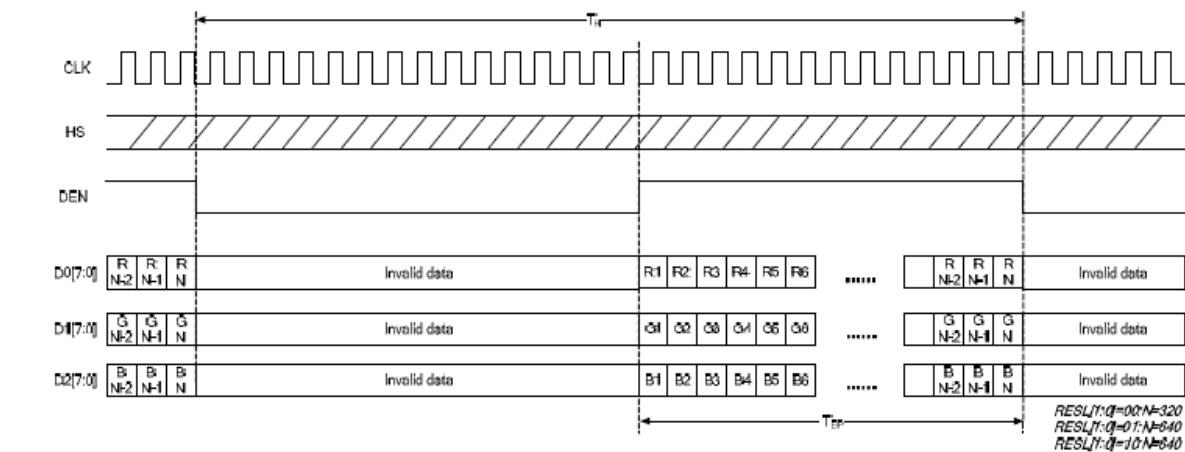 TH
CLK
HS
DEN
D0[7:0] R N-2 R N-1 R N Invalid data R1 R2 R3 R4 R5 R6 ...... R N-2 R N-1 R N Invalid data
D1[7:0] G N-2 G N-1 G N Invalid data G1 G2 G3 G4 G5 G6 ...... G N-2 G N-1 G N Invalid data
D2[7:0] B N-2 B N-1 B N Invalid data B1 B2 B3 B4 B5 B6 ...... B N-2 B N-1 B N Invalid data
TEP
RESL[1:0]=00:N=320
RESL[1:0]=01:N=640
RESL[1:0]=10:N=640